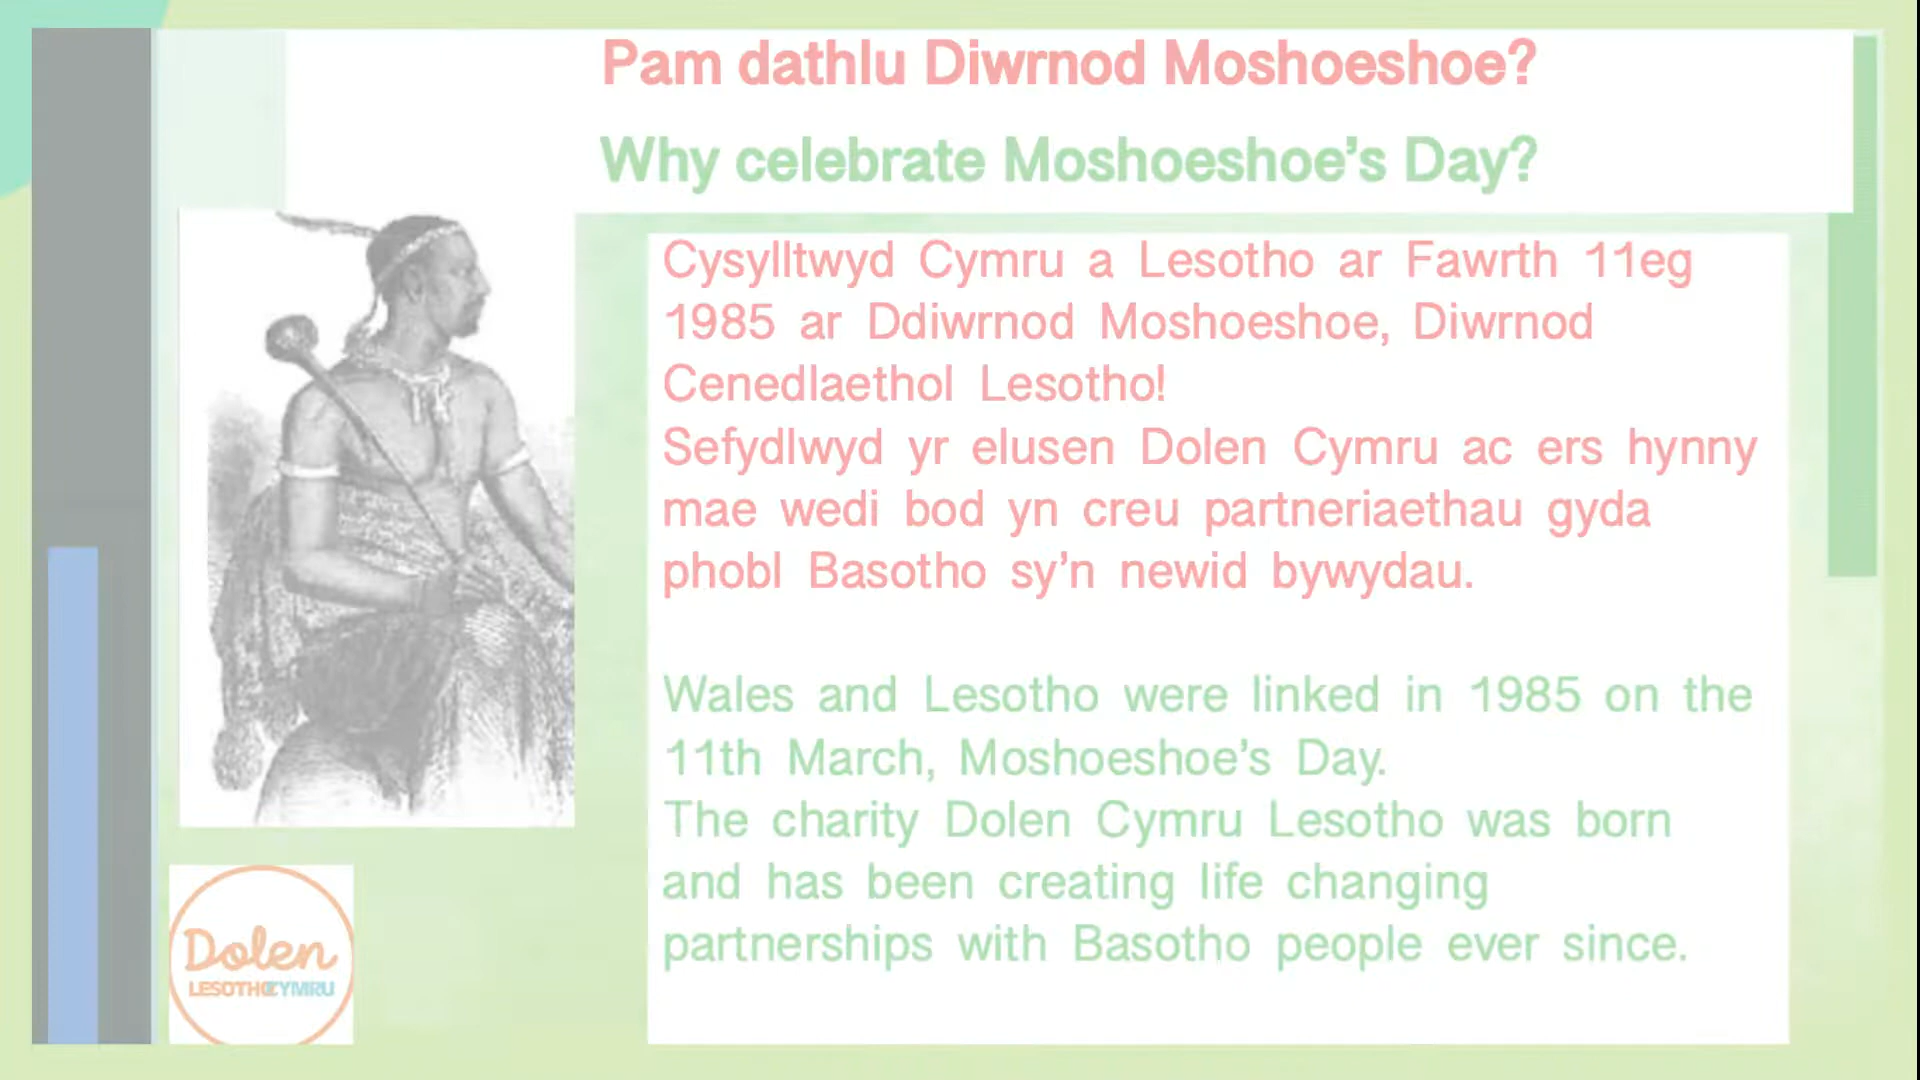 Pam dathlu Diwrnod Moshoeshoe?
Why celebrate Moshoeshoe’s Day?
Cysylltwyd Cymru a Lesotho ar Fawrth 11eg
1985 ar Ddiwrnod Moshoeshoe, Diwrnod
Cenedlaethol Lesotho!
Sefydlwyd yr elusen Dolen Cymru ac ers hynny
mae wedi bod yn creu partneriaethau gyda
phobl Basotho sy’n newid bywydau.
Wales and Lesotho were linked in 1985 on the
11th March, Moshoeshoe’s Day.
The charity Dolen Cymru Lesotho was born
and has been creating life changing
partnerships with Basotho people ever since.
Dolen
LESOTHOCYMRU